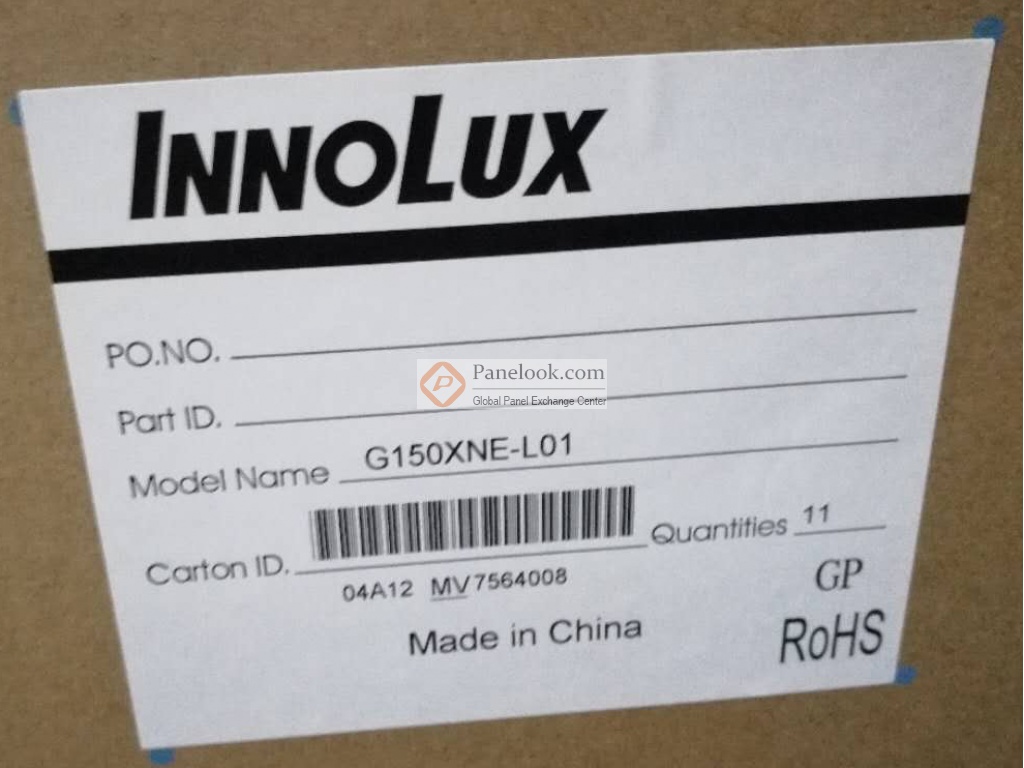 INNOLUX
PO.NO.
Panelook.com
Global Panel Exchange Center
Part ID.
Model Name G150XNE-L01
Carton ID. Quantities 11
04A12 MV7564008
GP
Made in China
RoHS